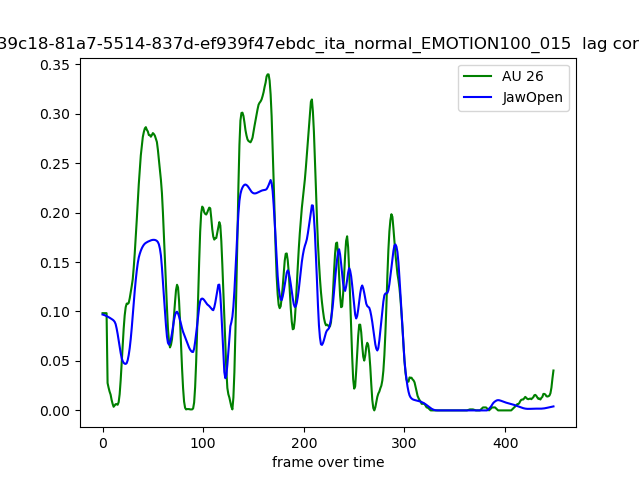 39c18-81a7-5514-837d-ef939f47ebdc_ita_normal_EMOTION100_015 lag cor
0.35
0.30
0.25
0.20
0.15
0.10
0.05
0.00
AU 26
JawOpen
0 100 200 300 400
frame over time